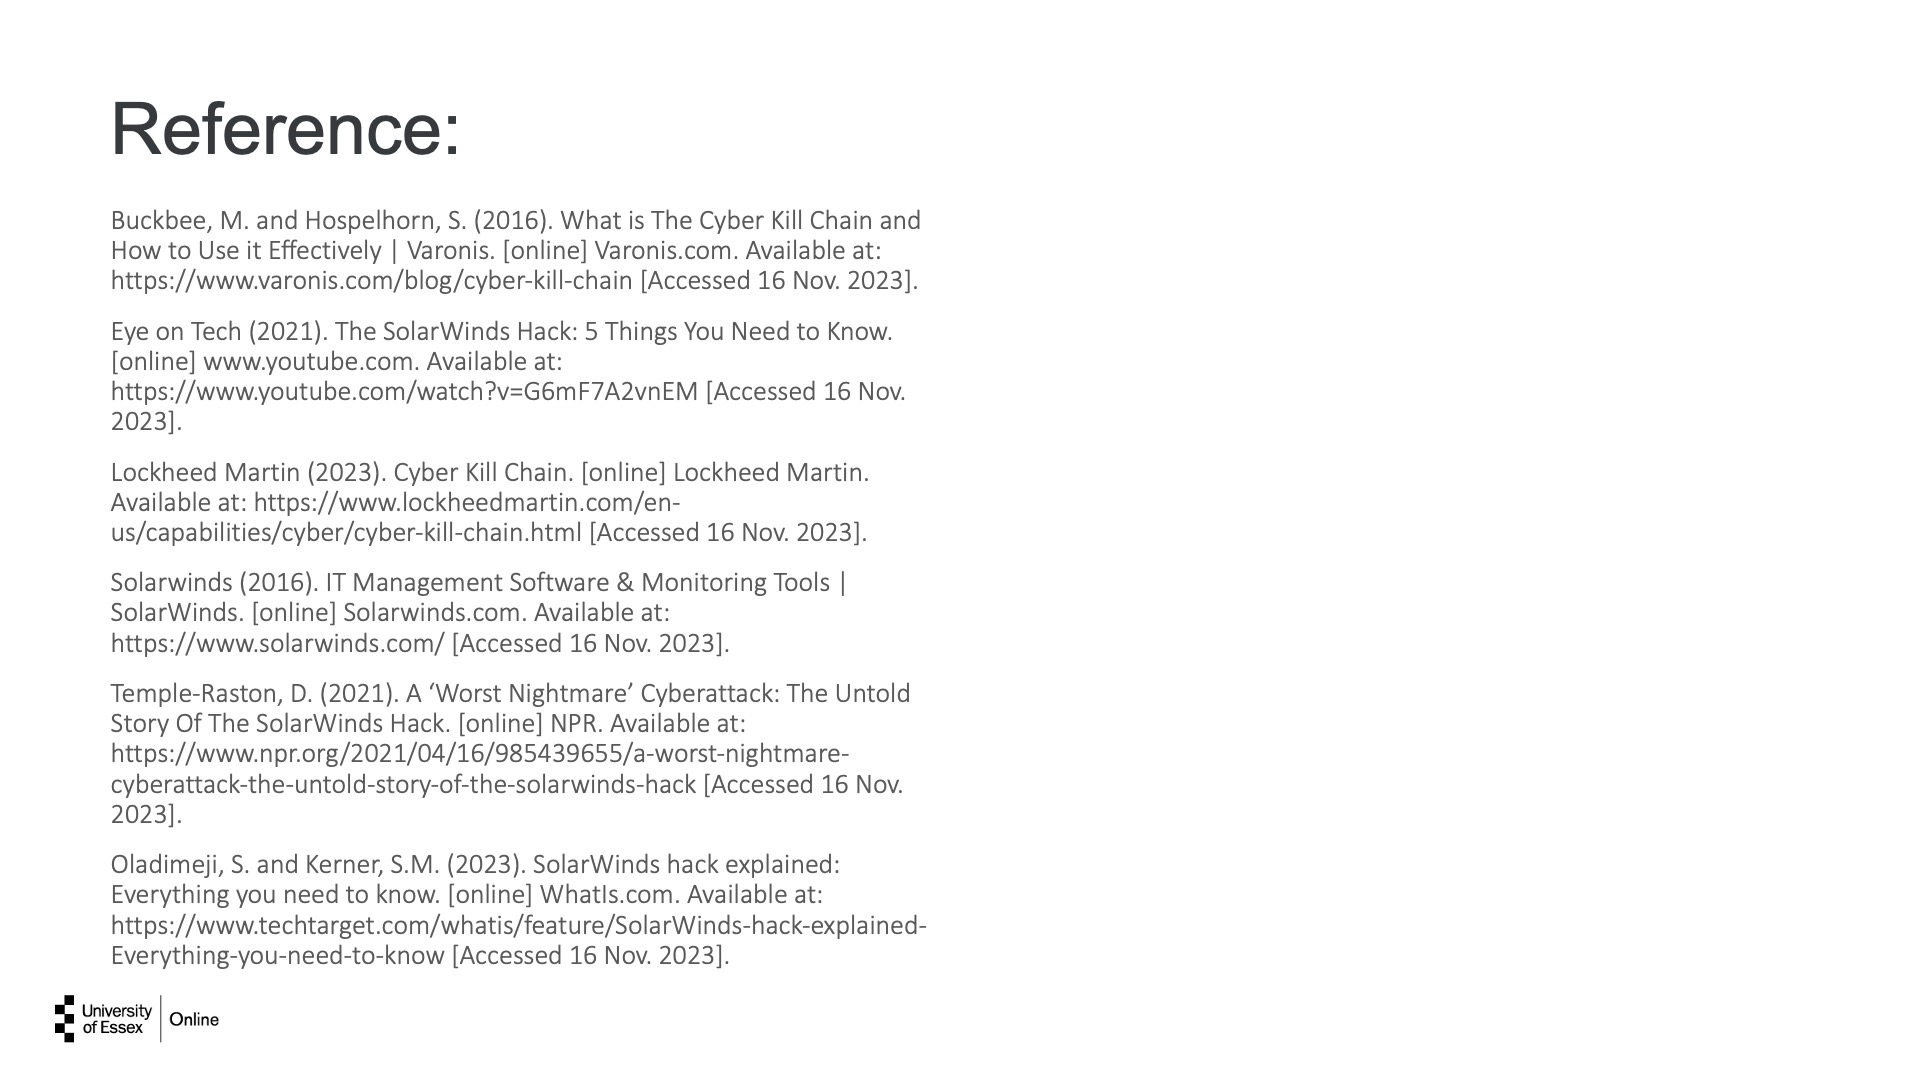 Reference:
Buckbee, M. and Hospelhorn, S. (2016). What is The Cyber Kill Chain and
How to Use it Effectively | Varonis. [online] Varonis.com. Available at:
https://www.varonis.com/blog/cyber-kill-chain [Accessed 16 Nov. 2023].
Eye on Tech (2021). The SolarWinds Hack: 5 Things You Need to Know.
[online] www.youtube.com. Available at:
https://www.youtube.com/watch?v=G6mF7A2vnEM [Accessed 16 Nov.
2023].
Lockheed Martin (2023). Cyber Kill Chain. [online] Lockheed Martin.
Available at: https://www.lockheedmartin.com/en-
us/capabilities/cyber/cyber-kill-chain.html [Accessed 16 Nov. 2023].
Solarwinds (2016). IT Management Software & Monitoring Tools |
SolarWinds. [online] Solarwinds.com. Available at:
https://www.solarwinds.com/ [Accessed 16 Nov. 2023].
Temple-Raston, D. (2021). A ‘Worst Nightmare’ Cyberattack: The Untold
Story Of The SolarWinds Hack. [online] NPR. Available at:
https://www.npr.org/2021/04/16/985439655/a-worst-nightmare-
cyberattack-the-untold-story-of-the-solarwinds-hack [Accessed 16 Nov.
2023].
Oladimeji, S. and Kerner, S.M. (2023). SolarWinds hack explained:
Everything you need to know. [online] WhatIs.com. Available at:
https://www.techtarget.com/whatis/feature/SolarWinds-hack-explained-
Everything-you-need-to-know [Accessed 16 Nov. 2023].
University
of Essex
Online